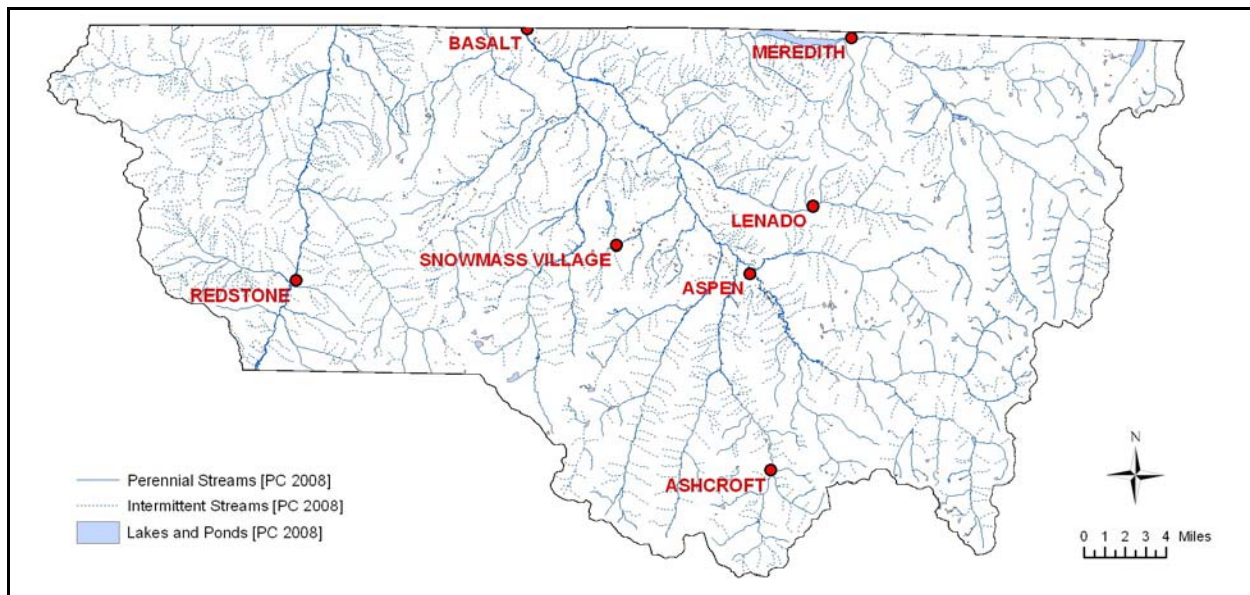 BASALT
MEREDITH
LENADO
SNOWMASS VILLAGE
ASPEN
REDSTONE
ASHCROFT
Perennial Streams [PC 2008]
Intermittent Streams [PC 2008]
Lakes and Ponds [PC 2008]
N
0 1 2 3 4 Miles